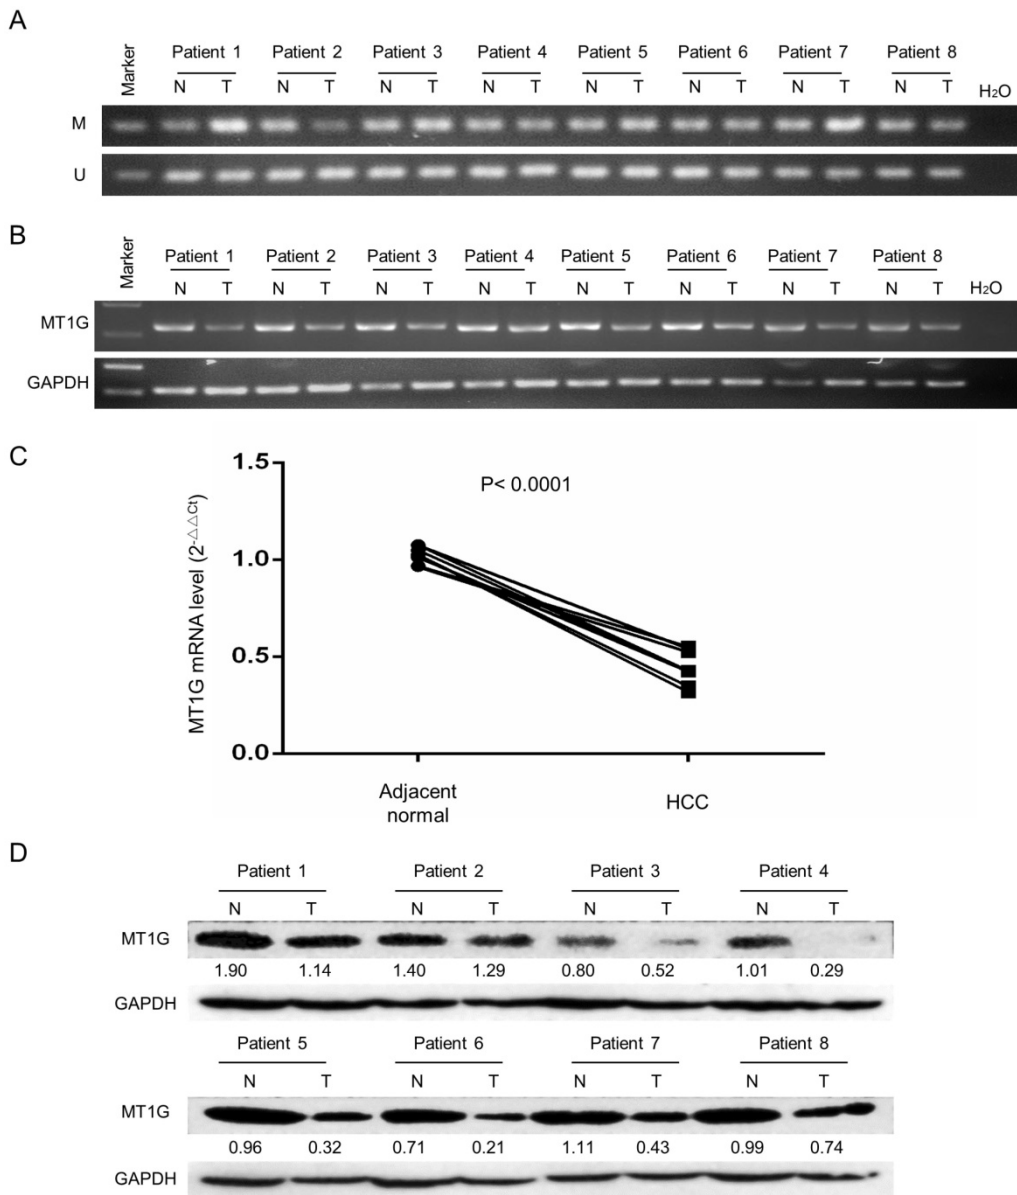 A
Marker
Patient 1 Patient 2 Patient 3 Patient 4 Patient 5 Patient 6 Patient 7 Patient 8
N T N T N T N T N T N T N T N T H₂O
M
U
B
Marker
Patient 1 Patient 2 Patient 3 Patient 4 Patient 5 Patient 6 Patient 7 Patient 8
N T N T N T N T N T N T N T N T H₂O
MT1G
GAPDH
C
MT1G mRNA level (2^-△△Ct)
1.5
1.0
0.5
0.0
P< 0.0001
Adjacent
normal
HCC
D
Patient 1 Patient 2 Patient 3 Patient 4
N T N T N T N T
MT1G
1.90 1.14 1.40 1.29 0.80 0.52 1.01 0.29
GAPDH
Patient 5 Patient 6 Patient 7 Patient 8
N T N T N T N T
MT1G
0.96 0.32 0.71 0.21 1.11 0.43 0.99 0.74
GAPDH